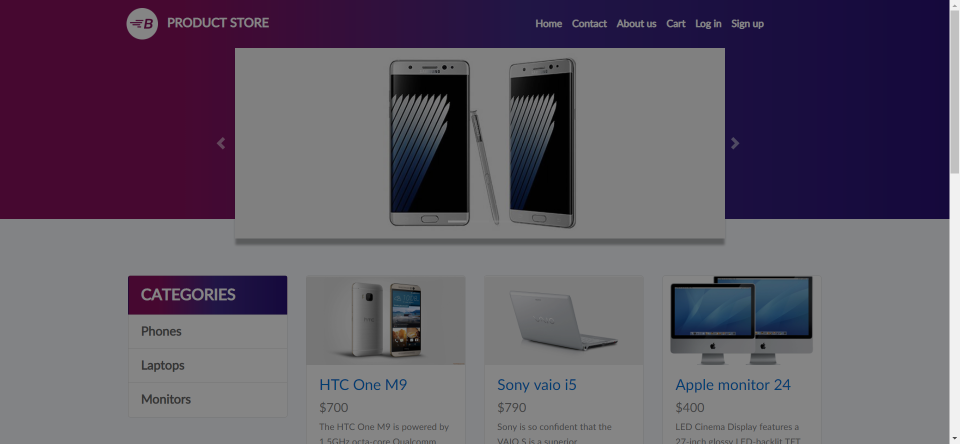 B PRODUCT STORE
Home Contact About us Cart Log in Sign up
CATEGORIES
Phones
Laptops
Monitors
HTC One M9
$700
The HTC One M9 is powered by
1.5GHz octa-core Qualcomm
Sony vaio i5
$790
Sony is so confident that the
VAIO S is a superior
Apple monitor 24
$400
LED Cinema Display features a
27-inch glossy LED-backlit TFT